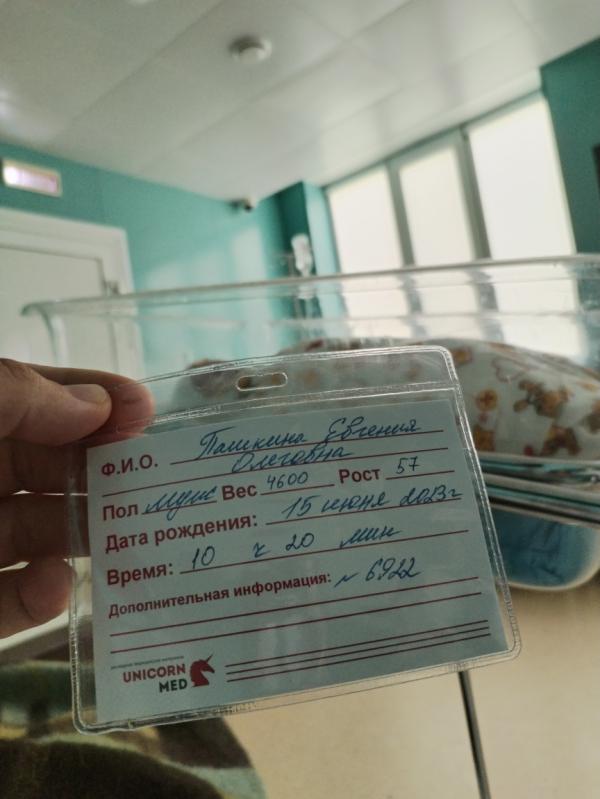 Ф.И.О. Пашкина Евгения
Олеговна
Пол муж Вес 4600 Рост 57
Дата рождения: 15 июня 2023г
Время: 10 ч 20 мин
Дополнительная информация: ~ 6922
UNICORN
MED